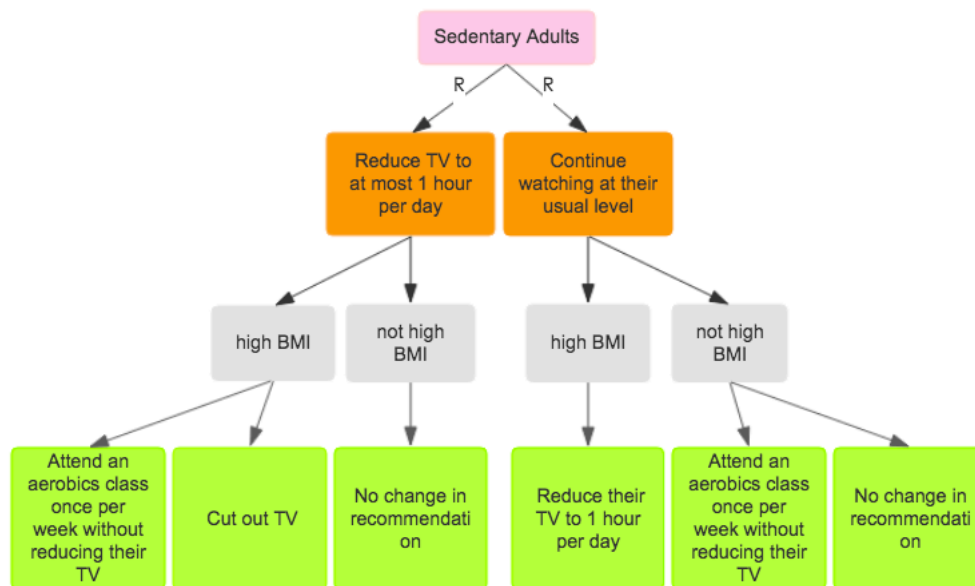 Sedentary Adults
R
R
Reduce TV to
at most 1 hour
per day
Continue
watching at their
usual level
high BMI
not high
BMI
high BMI
not high
BMI
Attend an
aerobics class
once per
week without
reducing their
TV
Cut out TV
No change in
recommendati
on
Reduce their
TV to 1 hour
per day
Attend an
aerobics class
once per
week without
reducing their
TV
No change in
recommendati
on